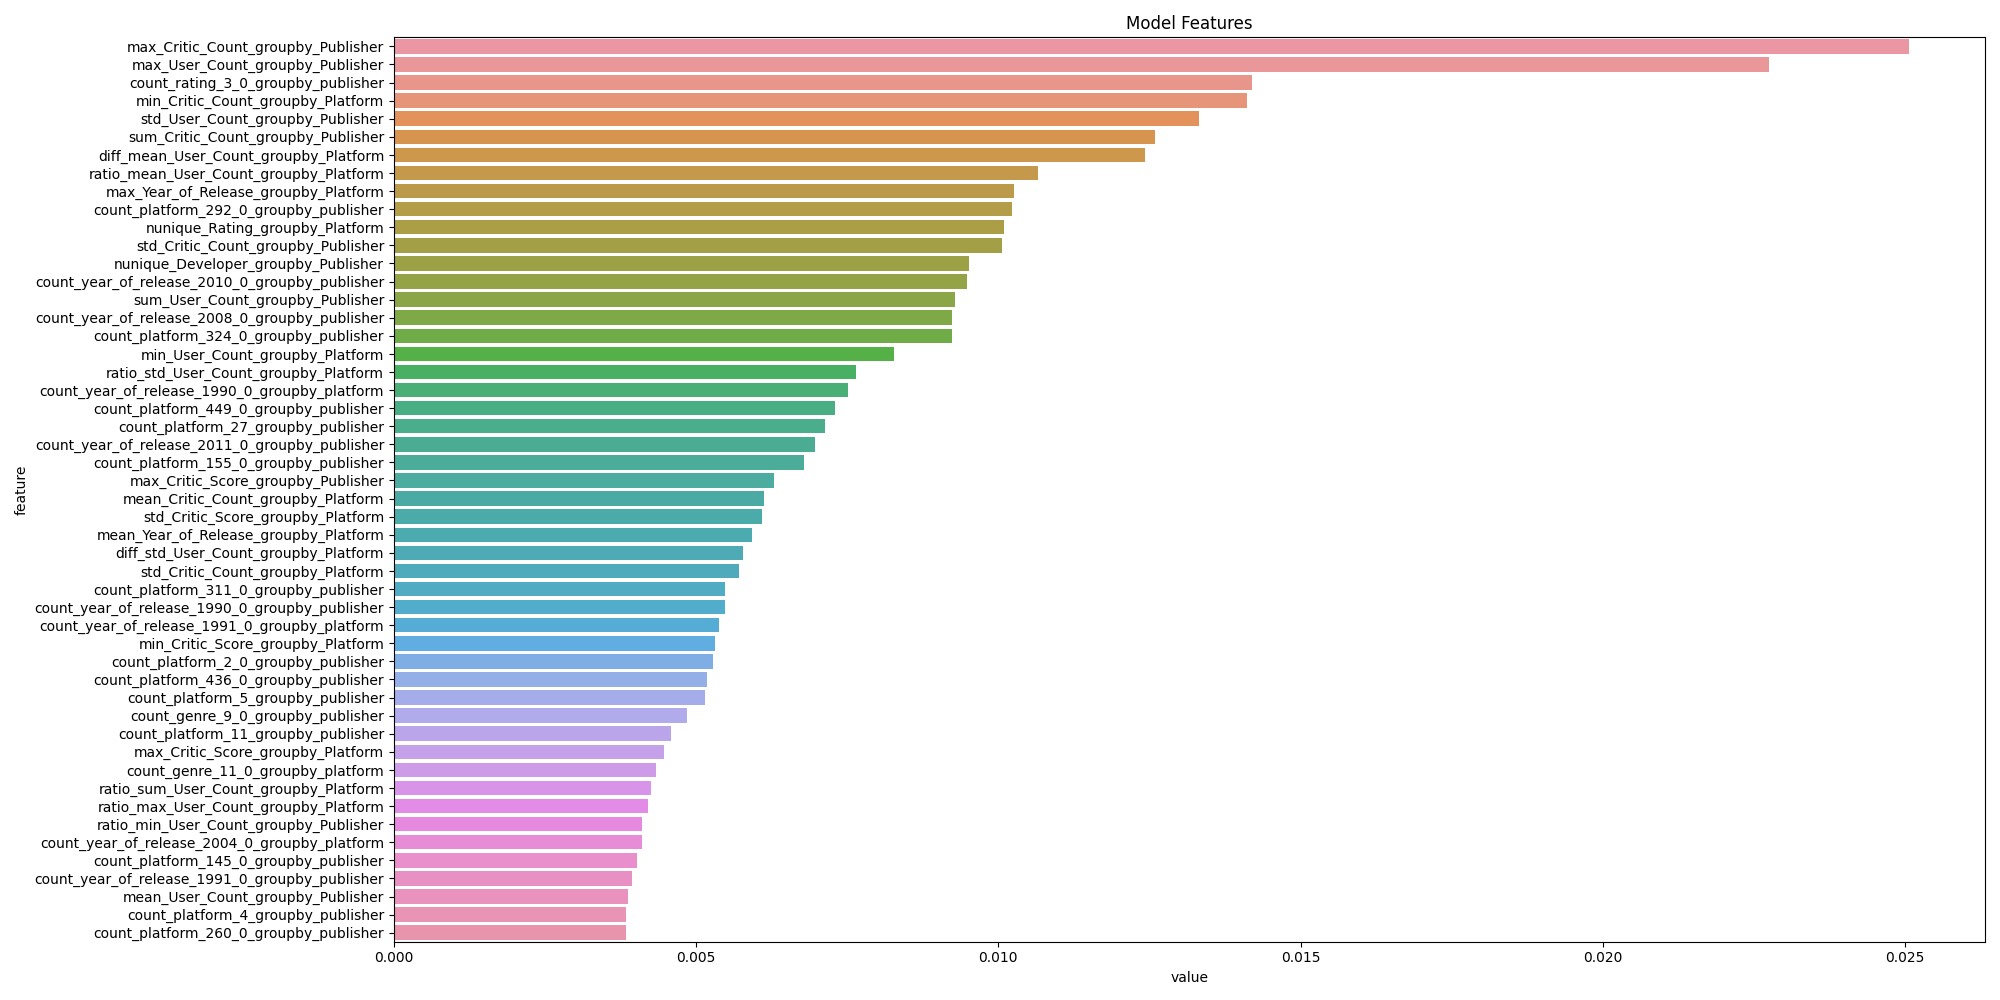 Model Features
max_Critic_Count_groupby_Publisher
max_User_Count_groupby_Publisher
count_rating_3_0_groupby_publisher
min_Critic_Count_groupby_Platform
std_User_Count_groupby_Publisher
sum_Critic_Count_groupby_Publisher
diff_mean_User_Count_groupby_Platform
ratio_mean_User_Count_groupby_Platform
max_Year_of_Release_groupby_Platform
count_platform_292_0_groupby_publisher
nunique_Rating_groupby_Platform
std_Critic_Count_groupby_Publisher
nunique_Developer_groupby_Publisher
count_year_of_release_2010_0_groupby_publisher
sum_User_Count_groupby_Publisher
count_year_of_release_2008_0_groupby_publisher
count_platform_324_0_groupby_publisher
min_User_Count_groupby_Platform
ratio_std_User_Count_groupby_Platform
count_year_of_release_1990_0_groupby_platform
count_platform_449_0_groupby_publisher
count_platform_27_groupby_publisher
count_year_of_release_2011_0_groupby_publisher
count_platform_155_0_groupby_publisher
max_Critic_Score_groupby_Publisher
mean_Critic_Count_groupby_Platform
std_Critic_Score_groupby_Platform
mean_Year_of_Release_groupby_Platform
diff_std_User_Count_groupby_Platform
std_Critic_Count_groupby_Platform
count_platform_311_0_groupby_publisher
count_year_of_release_1990_0_groupby_publisher
count_year_of_release_1991_0_groupby_platform
min_Critic_Score_groupby_Platform
count_platform_2_0_groupby_publisher
count_platform_436_0_groupby_publisher
count_platform_5_groupby_publisher
count_genre_9_0_groupby_publisher
count_platform_11_groupby_publisher
max_Critic_Score_groupby_Platform
count_genre_11_0_groupby_platform
ratio_sum_User_Count_groupby_Platform
ratio_max_User_Count_groupby_Platform
ratio_min_User_Count_groupby_Publisher
count_year_of_release_2004_0_groupby_platform
count_platform_145_0_groupby_publisher
count_year_of_release_1991_0_groupby_publisher
mean_User_Count_groupby_Publisher
count_platform_4_groupby_publisher
count_platform_260_0_groupby_publisher
feature
0.000 0.005 0.010 0.015 0.020 0.025
value